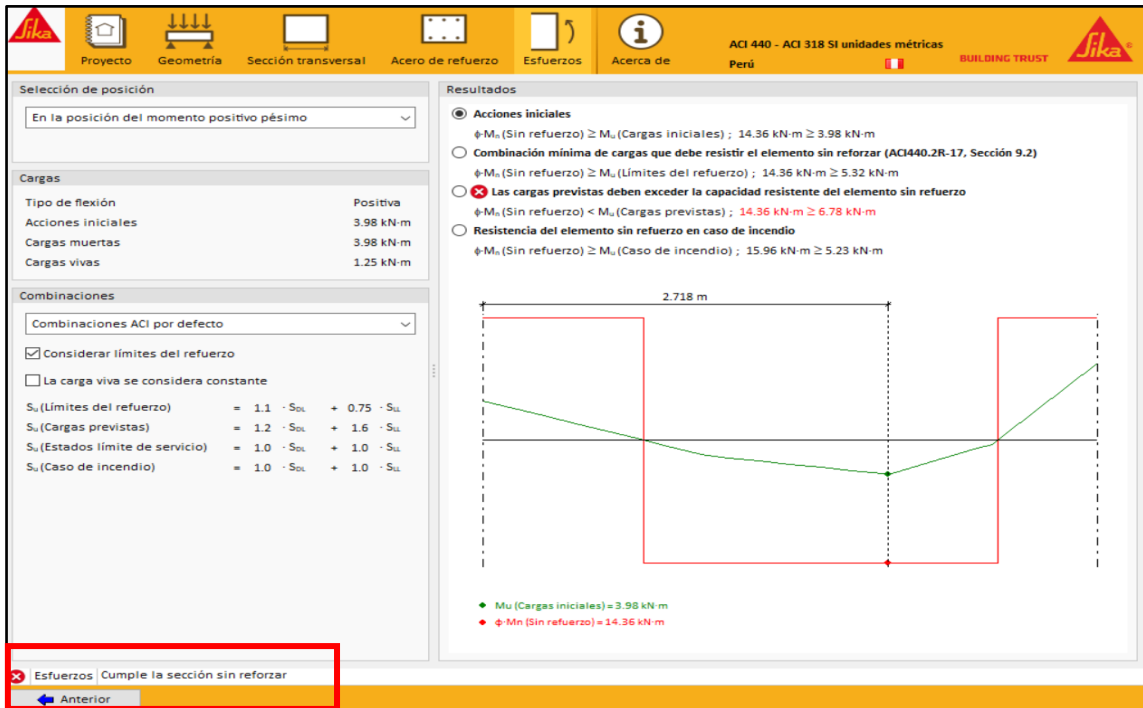 Sika
Proyecto
Geometría
Sección transversal
Acero de refuerzo
Esfuerzos
Acerca de
ACI 440 - ACI 318 SI unidades métricas
Perú
BUILDING TRUST
Sika
Selección de posición
En la posición del momento positivo pésimo
Cargas
Tipo de flexión Positiva
Acciones iniciales 3.98 kN·m
Cargas muertas 3.98 kN·m
Cargas vivas 1.25 kN·m
Combinaciones
Combinaciones ACI por defecto
Considerar límites del refuerzo
La carga viva se considera constante
Su (Límites del refuerzo) = 1.1 · SDL + 0.75 · SLL
Su (Cargas previstas) = 1.2 · SDL + 1.6 · SLL
Su (Estados límite de servicio) = 1.0 · SDL + 1.0 · SLL
Su (Caso de incendio) = 1.0 · SDL + 1.0 · SLL
Resultados
Acciones iniciales
ϕ·Mn (Sin refuerzo) ≥ Mu (Cargas iniciales) ; 14.36 kN·m ≥ 3.98 kN·m
Combinación mínima de cargas que debe resistir el elemento sin reforzar (ACI440.2R-17, Sección 9.2)
ϕ·Mn (Sin refuerzo) ≥ Mu (Límites del refuerzo) ; 14.36 kN·m ≥ 5.32 kN·m
Las cargas previstas deben exceder la capacidad resistente del elemento sin refuerzo
ϕ·Mn (Sin refuerzo) < Mu (Cargas previstas) ; 14.36 kN·m ≥ 6.78 kN·m
Resistencia del elemento sin refuerzo en caso de incendio
ϕ·Mn (Sin refuerzo) ≥ Mu (Caso de incendio) ; 15.96 kN·m ≥ 5.23 kN·m
2.718 m
Mu (Cargas iniciales) = 3.98 kN·m
ϕ·Mn (Sin refuerzo) = 14.36 kN·m
Esfuerzos Cumple la sección sin reforzar
Anterior